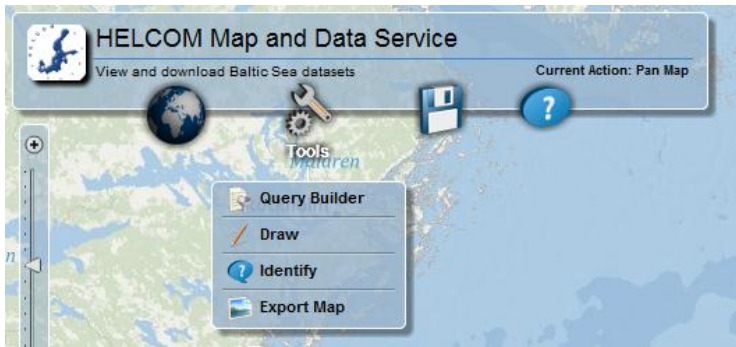 HELCOM Map and Data Service
View and download Baltic Sea datasets
Current Action: Pan Map
Tools
Query Builder
Draw
Identify
Export Map
n